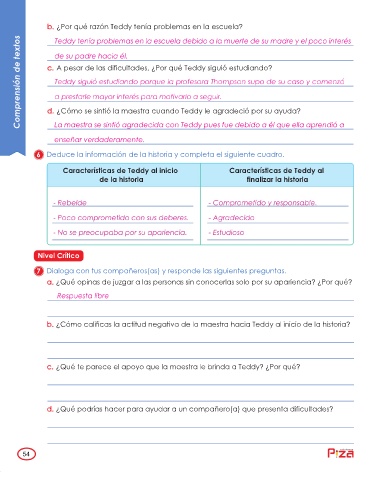 b. ¿Por qué razón Teddy tenía problemas en la escuela?
Teddy tenía problemas en la escuela debido a la muerte de su madre y el poco interés
de su padre hacia él.
c. A pesar de las dificultades, ¿Por qué Teddy siguió estudiando?
Teddy siguió estudiando porque la profesora Thompson supo de su caso y comenzó
a prestarle mayor interés para motivarlo a seguir.
d. ¿Cómo se sintió la maestra cuando Teddy le agradeció por su ayuda?
La maestra se sintió agradecida con Teddy pues fue debido a él que ella aprendió a
enseñar verdaderamente.
Comprensión de textos
6 Deduce la información de la historia y completa el siguiente cuadro.
Características de Teddy al inicio
de la historia
Características de Teddy al
finalizar la historia
- Rebelde
- Comprometido y responsable.
- Poco comprometido con sus deberes.
- Agradecido
- No se preocupaba por su apariencia.
- Estudioso
Nivel Crítico
7 Dialoga con tus compañeros(as) y responde las siguientes preguntas.
a. ¿Qué opinas de juzgar a las personas sin conocerlas solo por su apariencia? ¿Por qué?
Respuesta libre
b. ¿Cómo calificas la actitud negativa de la maestra hacia Teddy al inicio de la historia?
c. ¿Qué te parece el apoyo que la maestra le brinda a Teddy? ¿Por qué?
d. ¿Qué podrías hacer para ayudar a un compañero(a) que presenta dificultades?
54